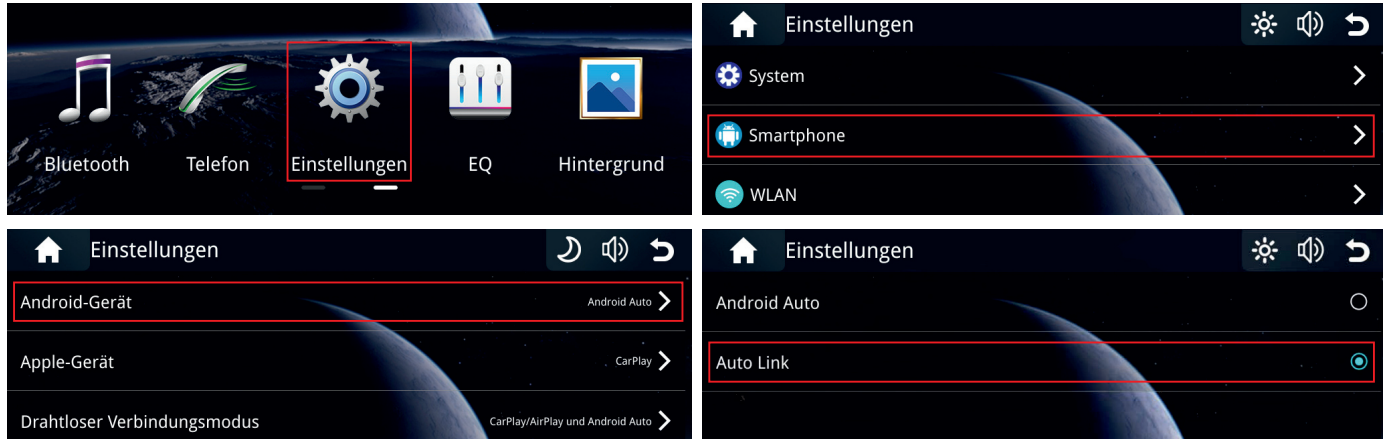 Bluetooth Telefon Einstellungen EQ Hintergrund
Einstellungen
System
Smartphone
WLAN
Einstellungen
Android-Gerät Android Auto
Apple-Gerät CarPlay
Drahtloser Verbindungsmodus CarPlay/AirPlay und Android Auto
Einstellungen
Android Auto
Auto Link